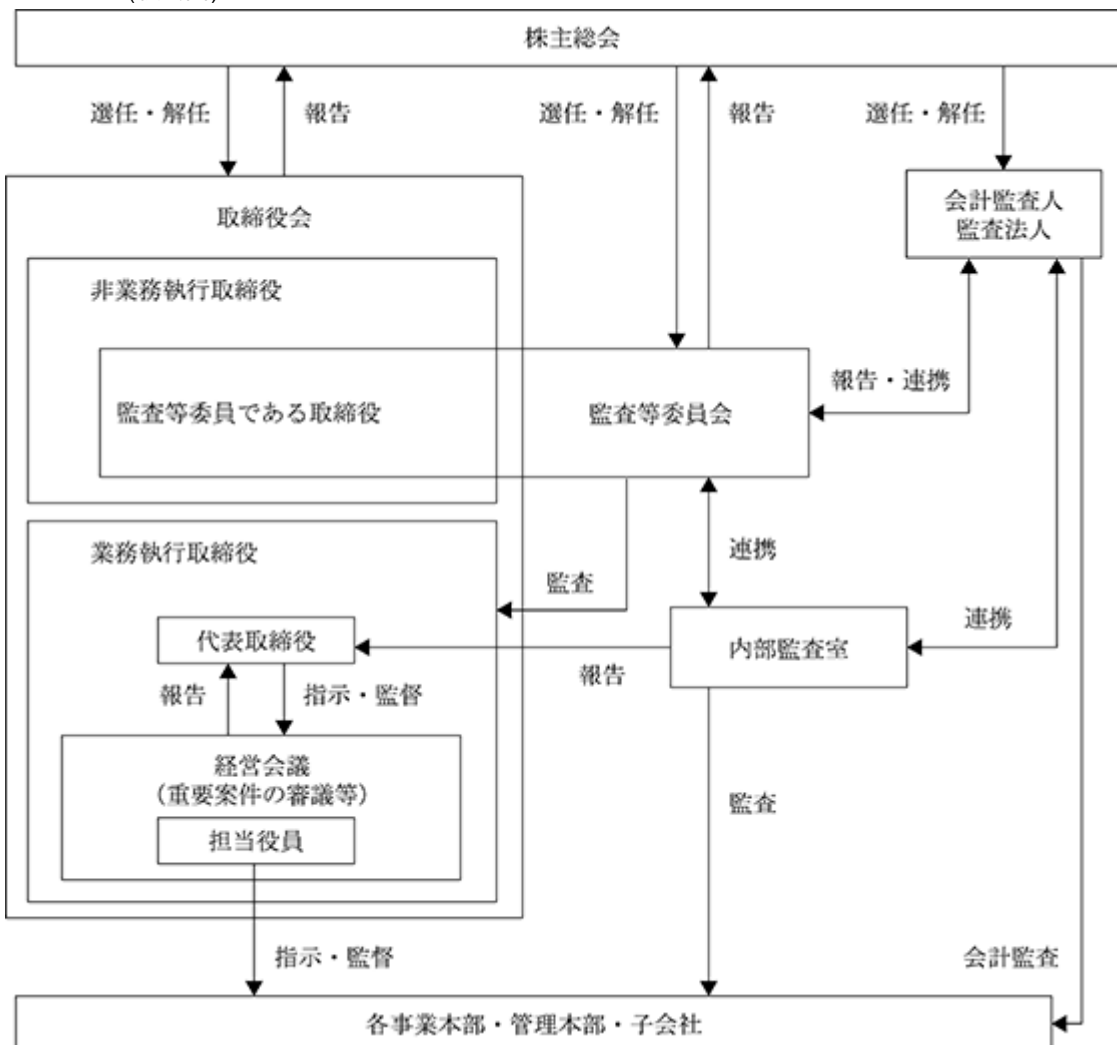 株主総会
選任・解任
報告
選任・解任
報告
選任・解任
取締役会
会計監査人
監査法人
非業務執行取締役
監査等委員である取締役
監査等委員会
報告・連携
業務執行取締役
監査
連携
代表取締役
報告
内部監査室
連携
報告
指示・監督
経営会議
（重要案件の審議等）
担当役員
監査
指示・監督
会計監査
各事業本部・管理本部・子会社